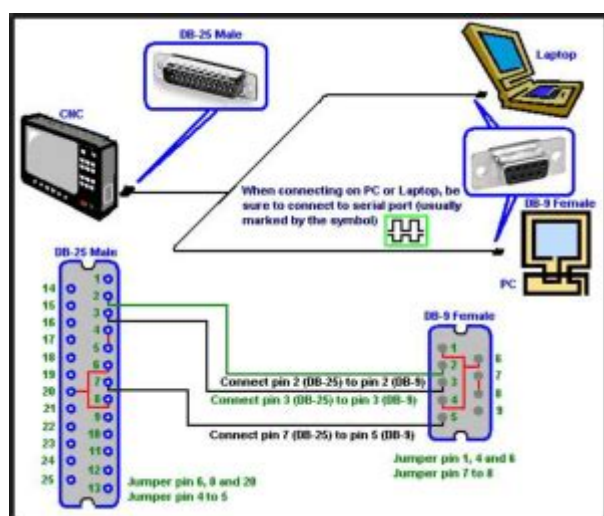 DB-25 Male
Laptop
CNC
When connecting on PC or Laptop, be
sure to connect to serial port (usually
marked by the symbol)
DB-9 Female
PC
DB-25 Male
1
2
3
4
5
6
7
8
9
10
11
12
13
14
15
16
17
18
19
20
21
22
23
24
25
DB-9 Female
1
2
3
4
5
6
7
8
9
Connect pin 2 (DB-25) to pin 2 (DB-9)
Connect pin 3 (DB-25) to pin 3 (DB-9)
Connect pin 7 (DB-25) to pin 5 (DB-9)
Jumper pin 1, 4 and 6
Jumper pin 7 to 8
Jumper pin 6, 8 and 20
Jumper pin 4 to 5